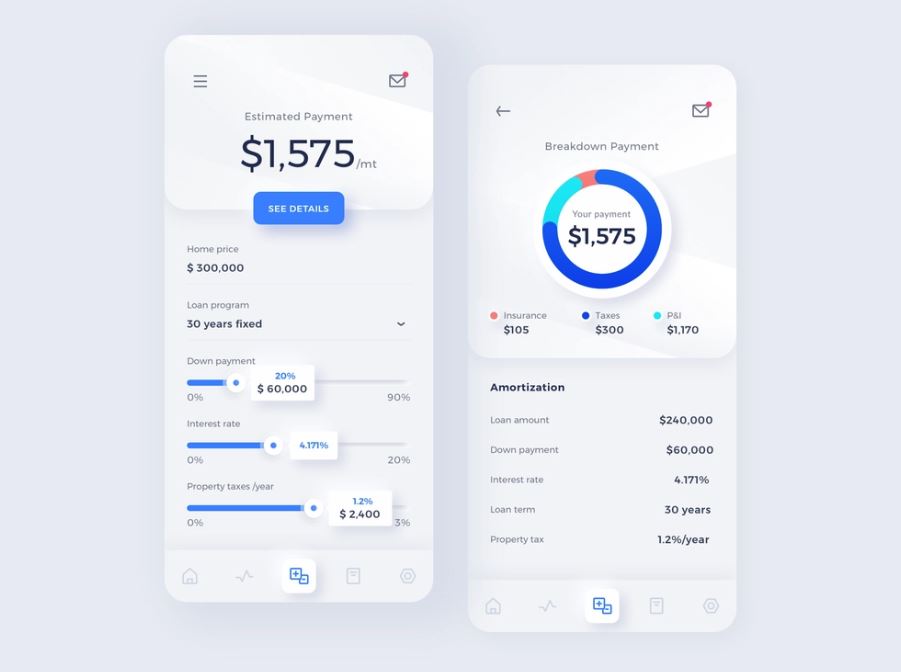 Estimated Payment
$1,575/mt
SEE DETAILS
Home price
$ 300,000
Loan program
30 years fixed
Down payment
20%
$ 60,000
0%
90%
Interest rate
4.171%
0%
20%
Property taxes /year
1.2%
$ 2,400
0%
3%
Breakdown Payment
Your payment
$1,575
Insurance
$105
Taxes
$300
P&I
$1,170
Amortization
Loan amount $240,000
Down payment $60,000
Interest rate 4.171%
Loan term 30 years
Property tax 1.2%/year